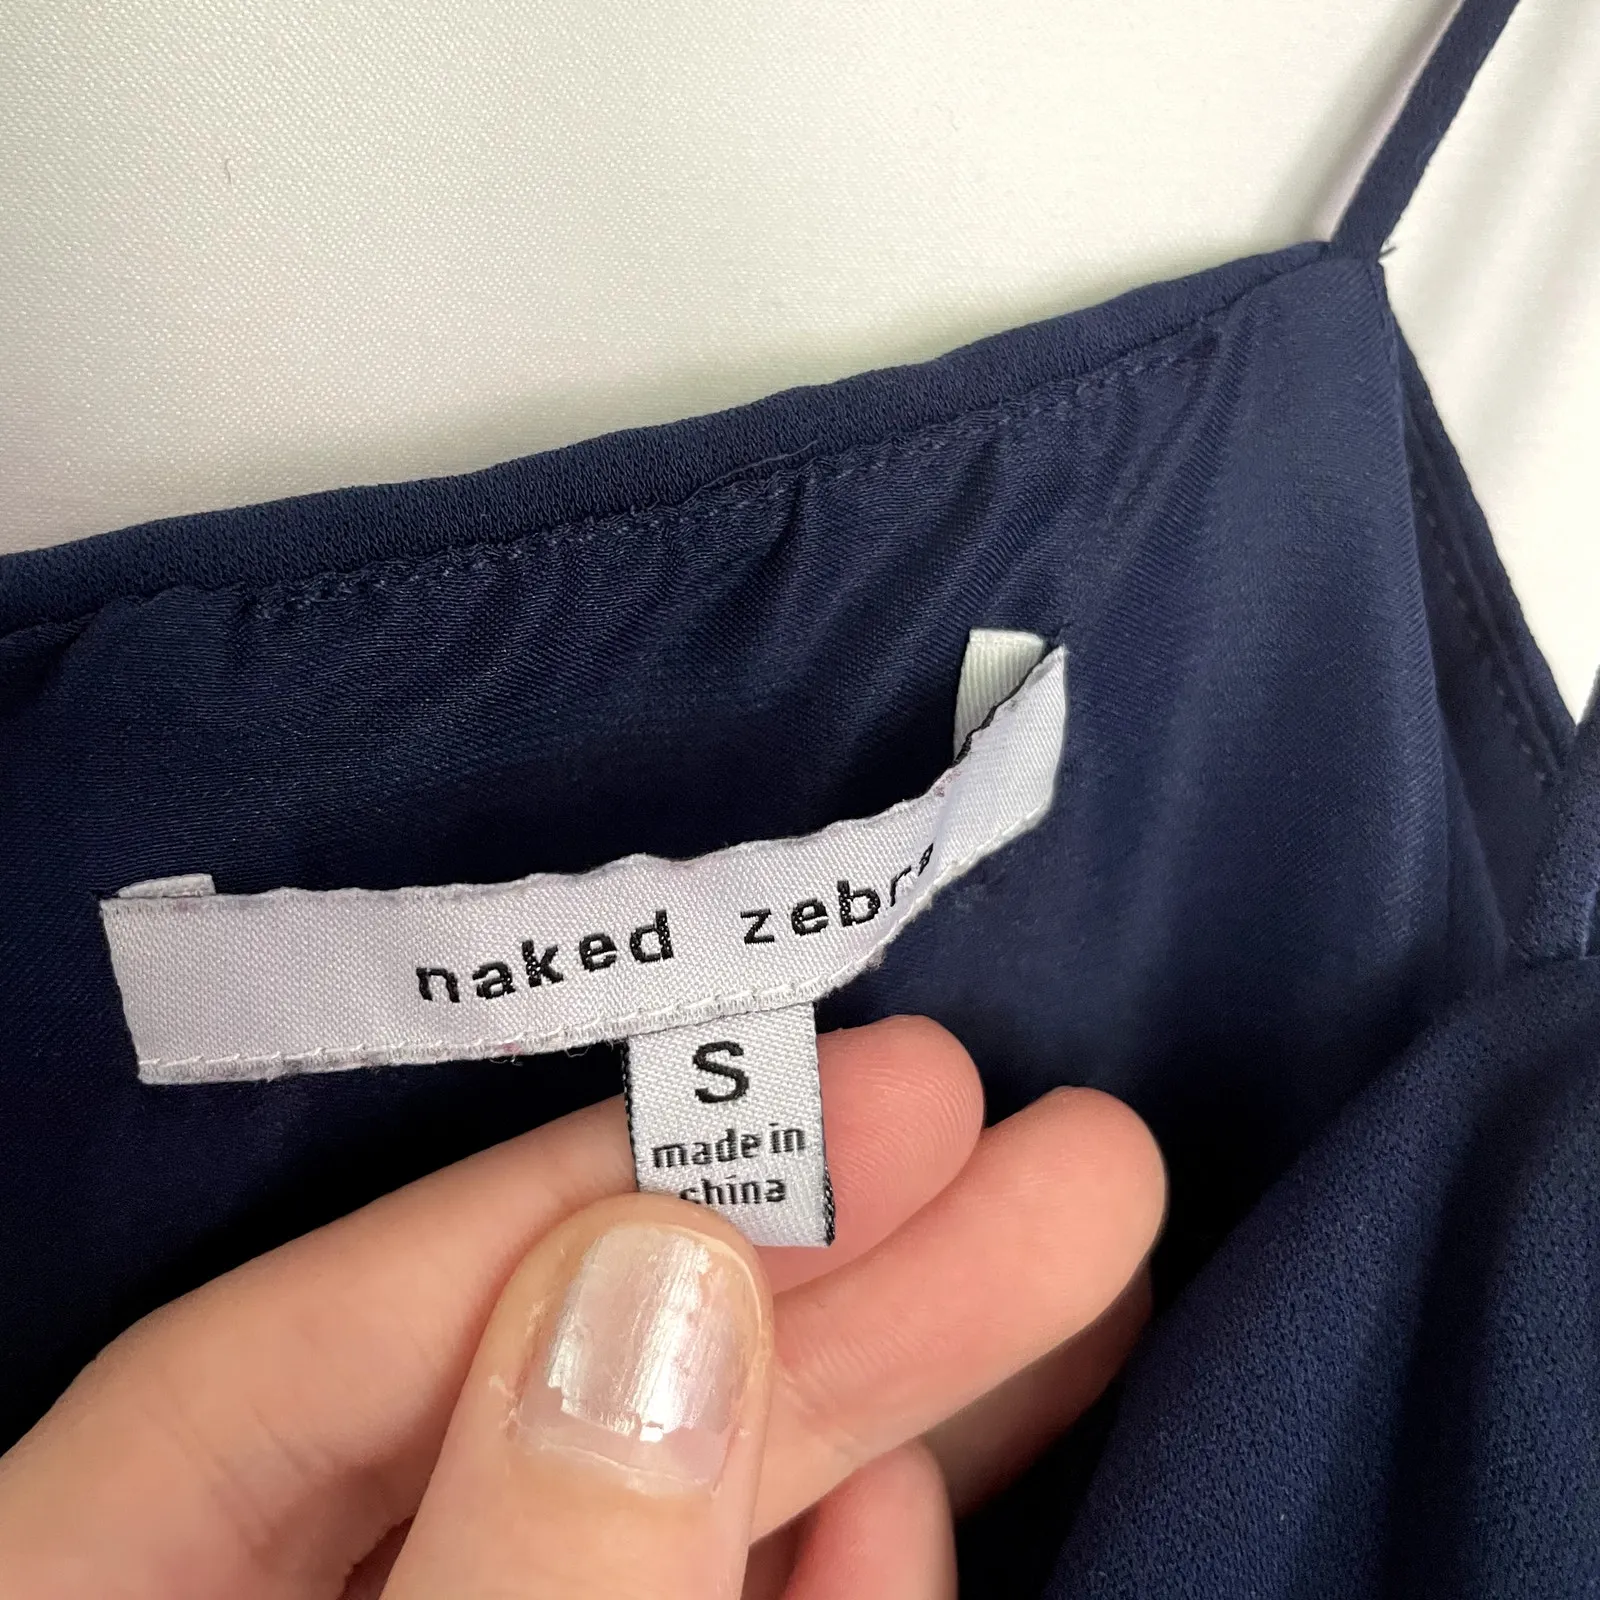 naked zebra
S
made in
china